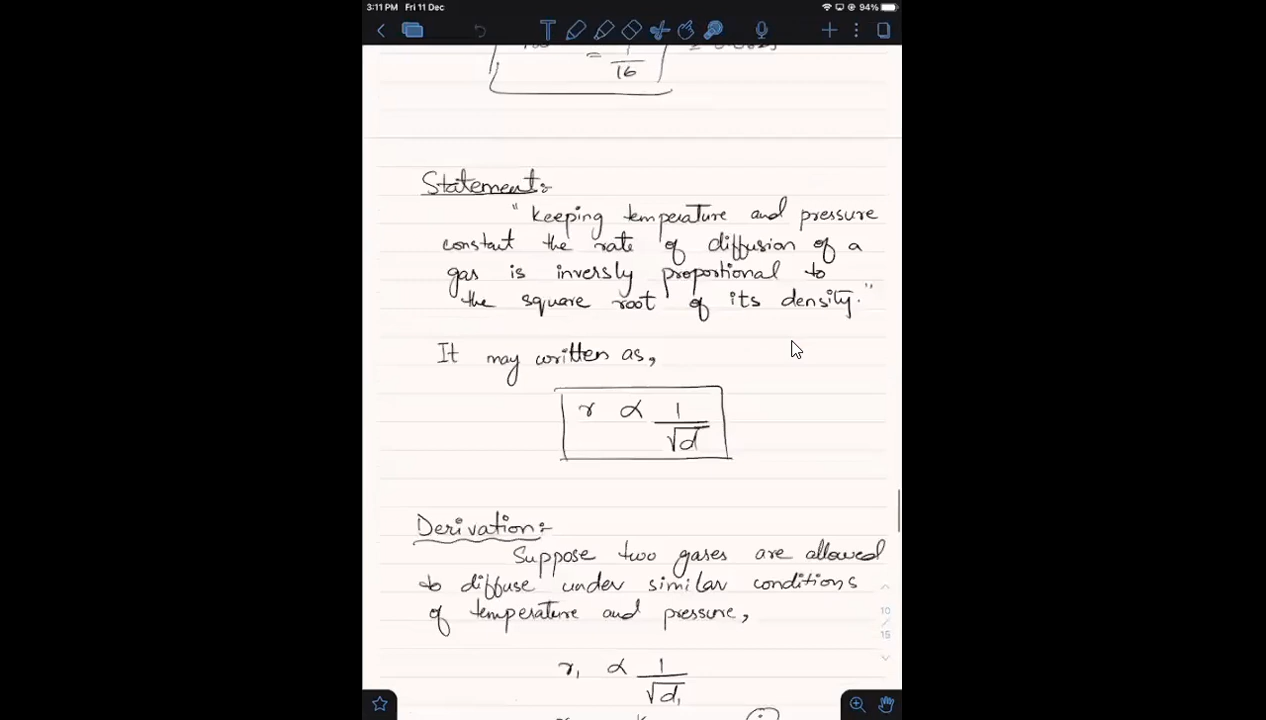 3:11 PM Fri 11 Dec 94%
= 1/16
Statement:-
"Keeping temperature and pressure
constant the rate of diffusion of a
gas is inversly proportional to
the square root of its density."
It may written as,
r ∝ 1/√d
Derivation:-
Suppose two gases are allowed
to diffuse under similar conditions
of temperature and pressure,
10
/
15
r₁ ∝ 1/√d₁